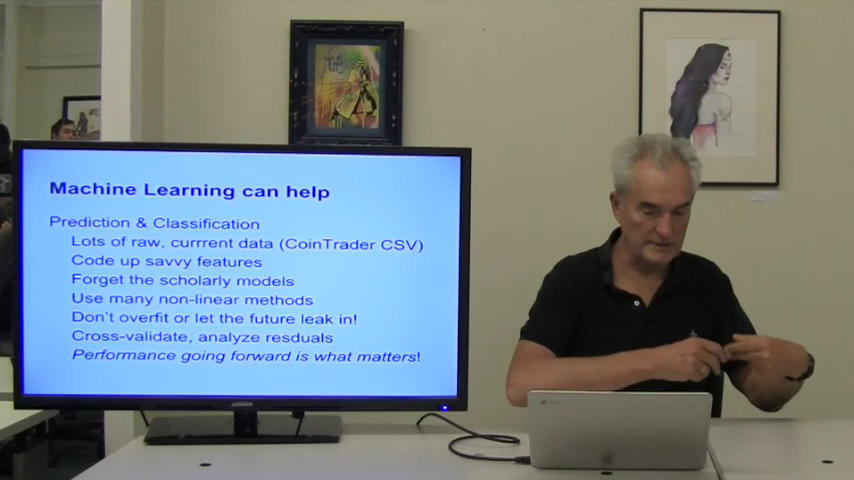 Machine Learning can help
Prediction & Classification
Lots of raw, currrent data (CoinTrader CSV)
Code up savvy features
Forget the scholarly models
Use many non-linear methods
Don't overfit or let the future leak in!
Cross-validate, analyze resduals
Performance going forward is what matters!